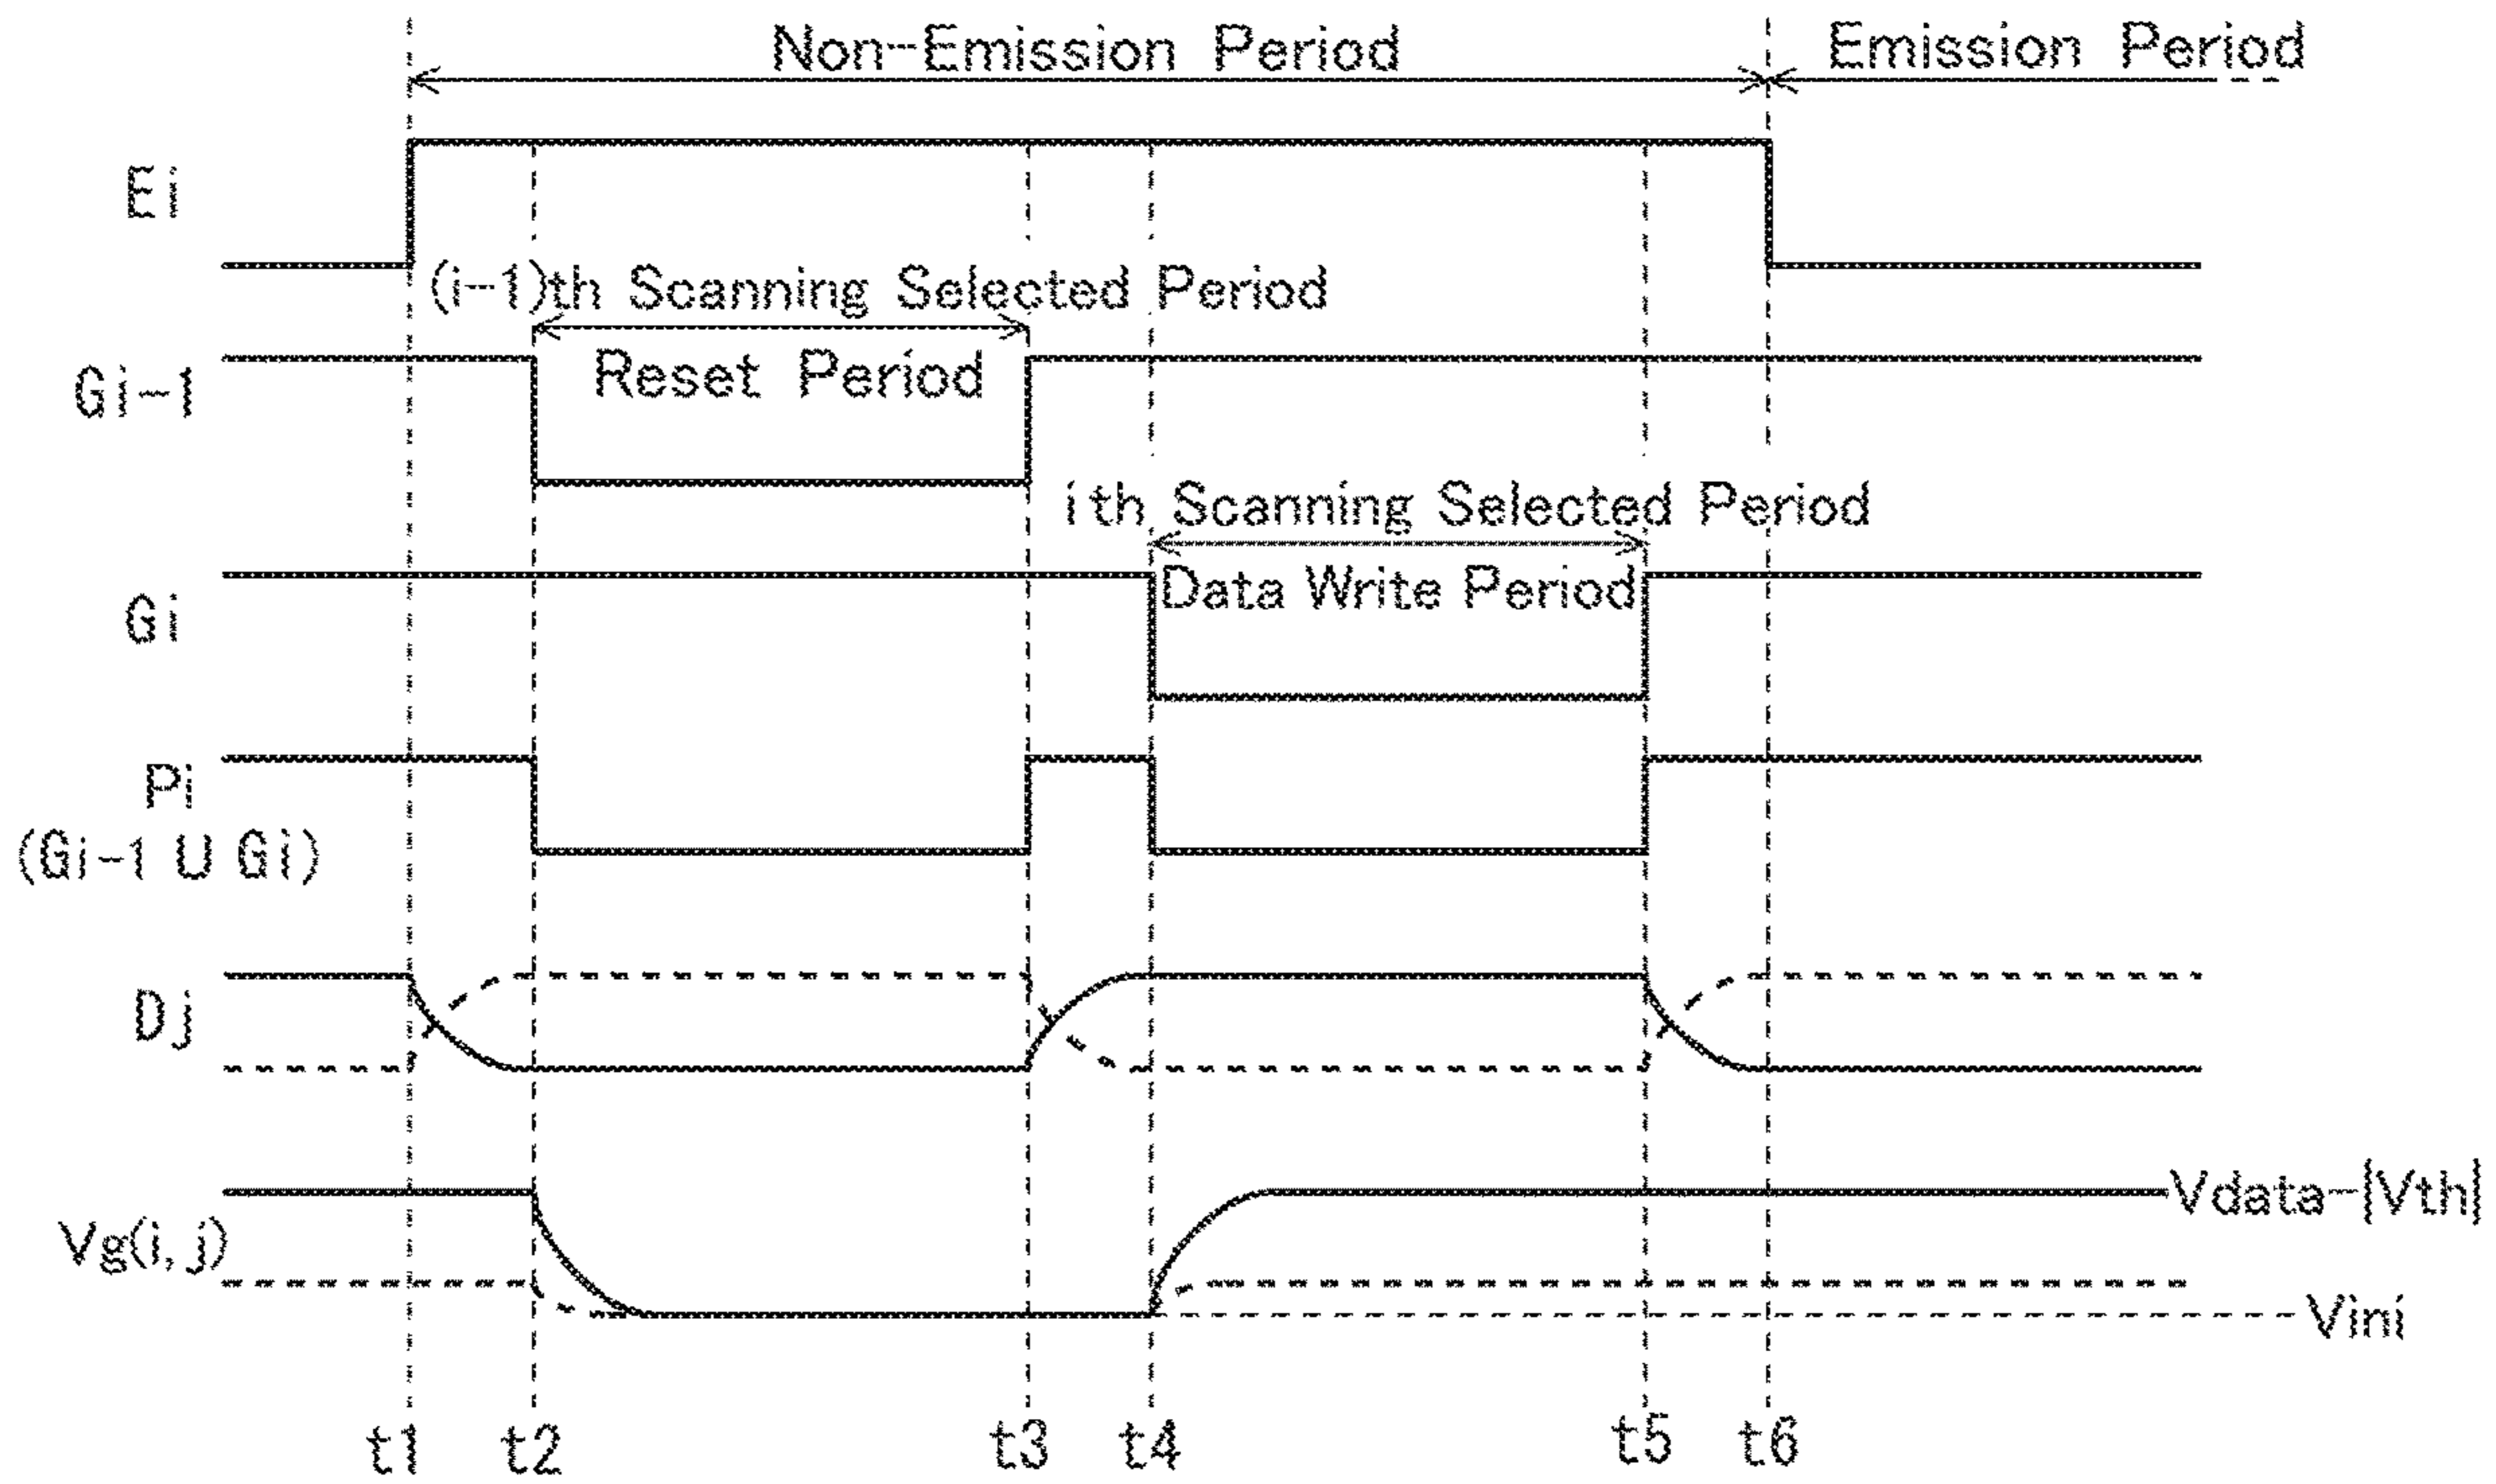 Non-Emission Period
Emission Period
Ei
(i-1)th Scanning Selected Period
Gi-1
Reset Period
ith Scanning Selected Period
Gi
Data Write Period
Pi
(Gi-1 U Gi)
Dj
Vg(i, j)
Vdata-|Vth|
Vini
t1
t2
t3
t4
t5
t6